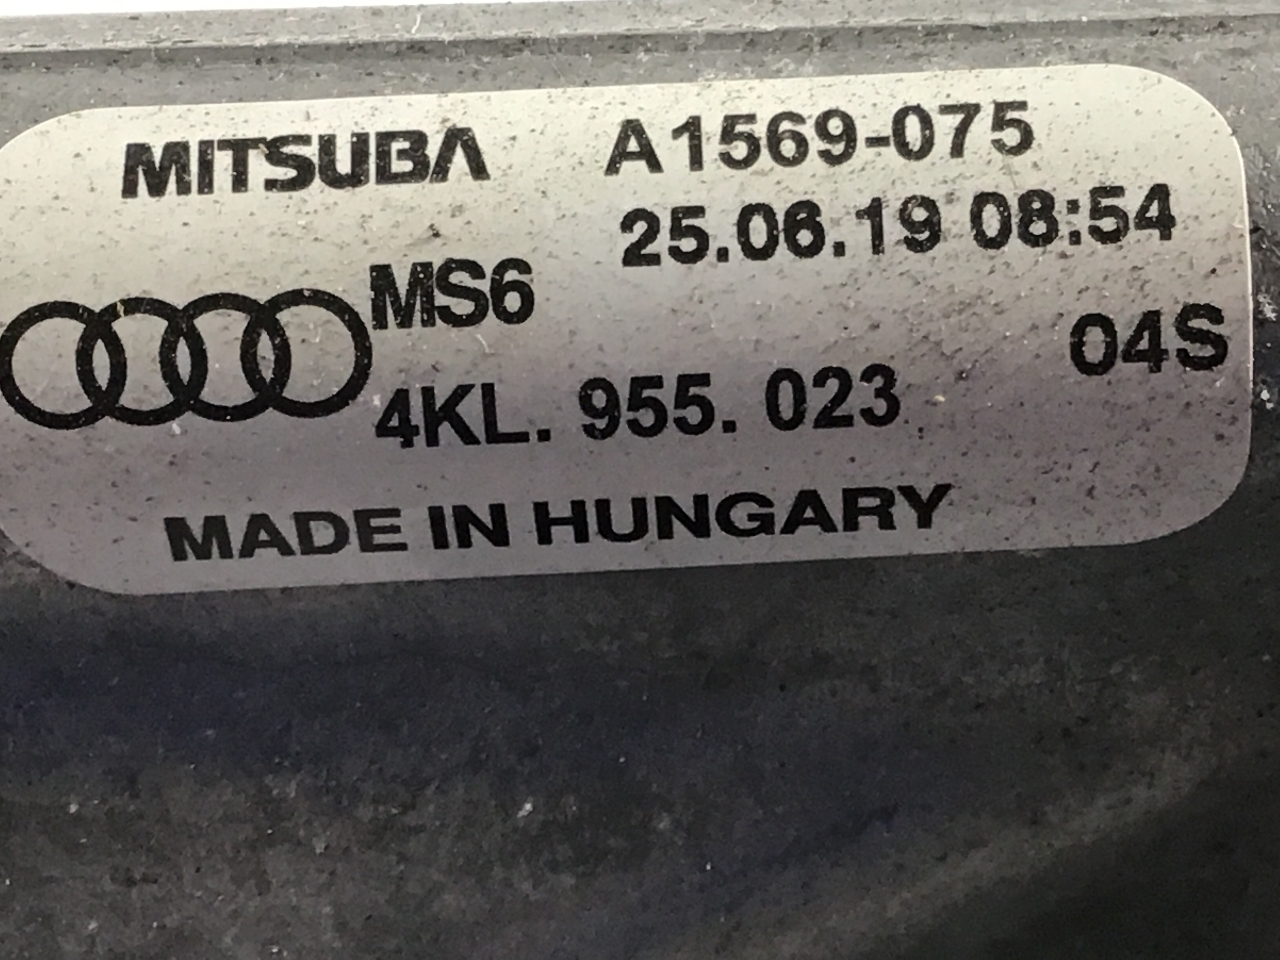 MITSUBA A1569-075
25.06.19 08:54
MS6
04S
4KL. 955. 023
MADE IN HUNGARY